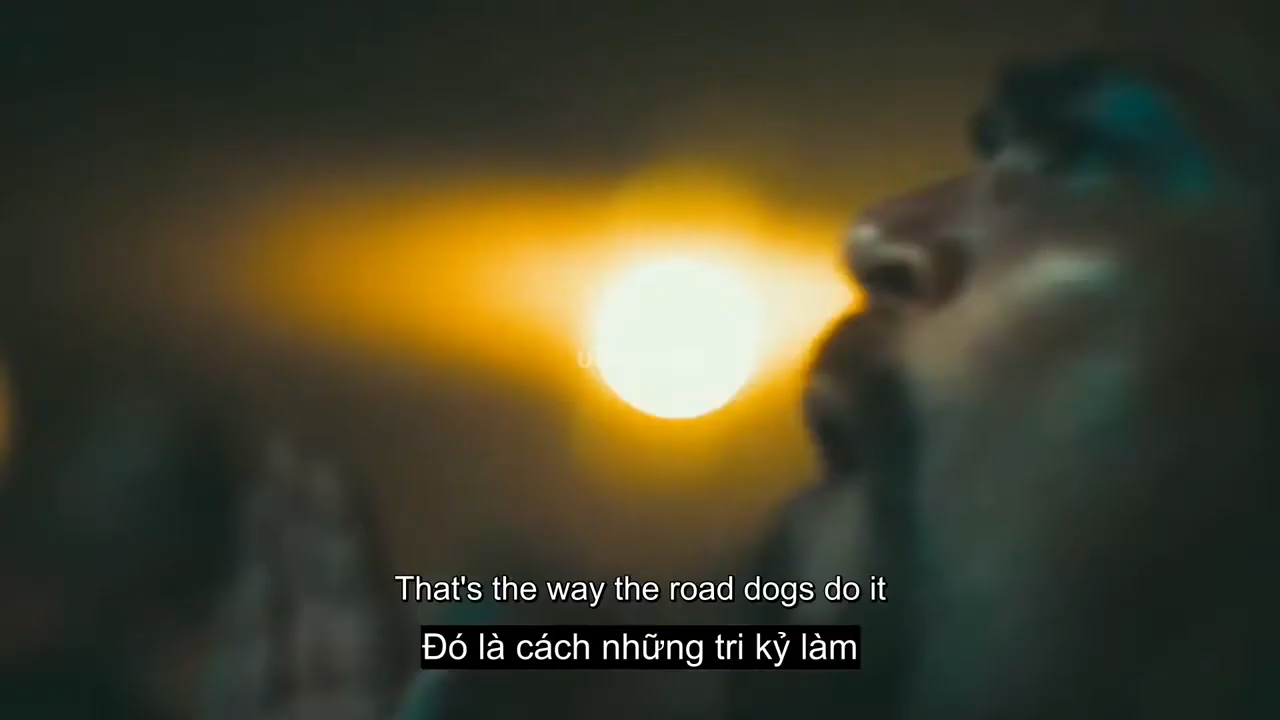 That's the way the road dogs do it
Đó là cách những tri kỷ làm